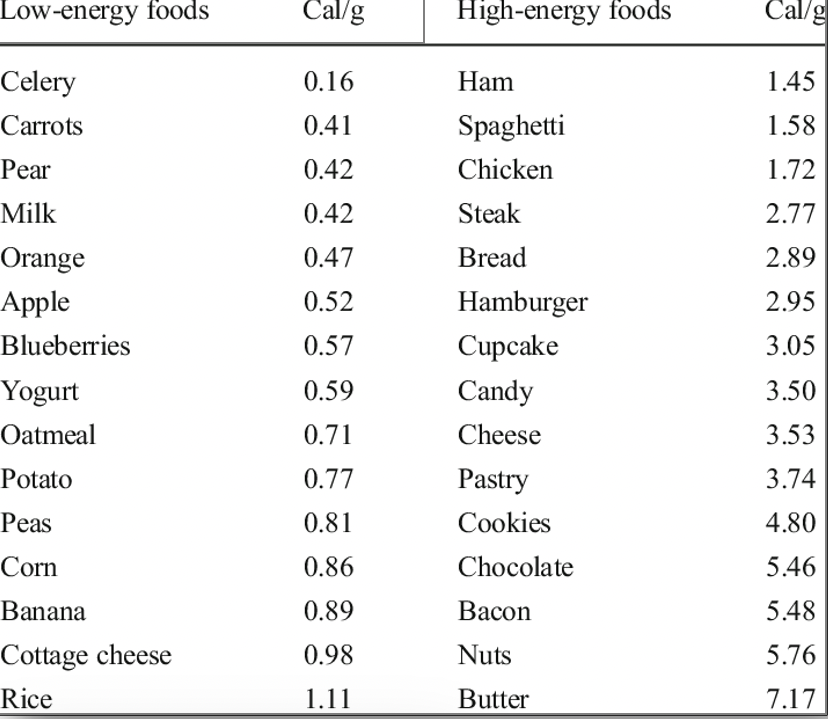 Low-energy foods Cal/g High-energy foods Cal/g
Celery 0.16 Ham 1.45
Carrots 0.41 Spaghetti 1.58
Pear 0.42 Chicken 1.72
Milk 0.42 Steak 2.77
Orange 0.47 Bread 2.89
Apple 0.52 Hamburger 2.95
Blueberries 0.57 Cupcake 3.05
Yogurt 0.59 Candy 3.50
Oatmeal 0.71 Cheese 3.53
Potato 0.77 Pastry 3.74
Peas 0.81 Cookies 4.80
Corn 0.86 Chocolate 5.46
Banana 0.89 Bacon 5.48
Cottage cheese 0.98 Nuts 5.76
Rice 1.11 Butter 7.17